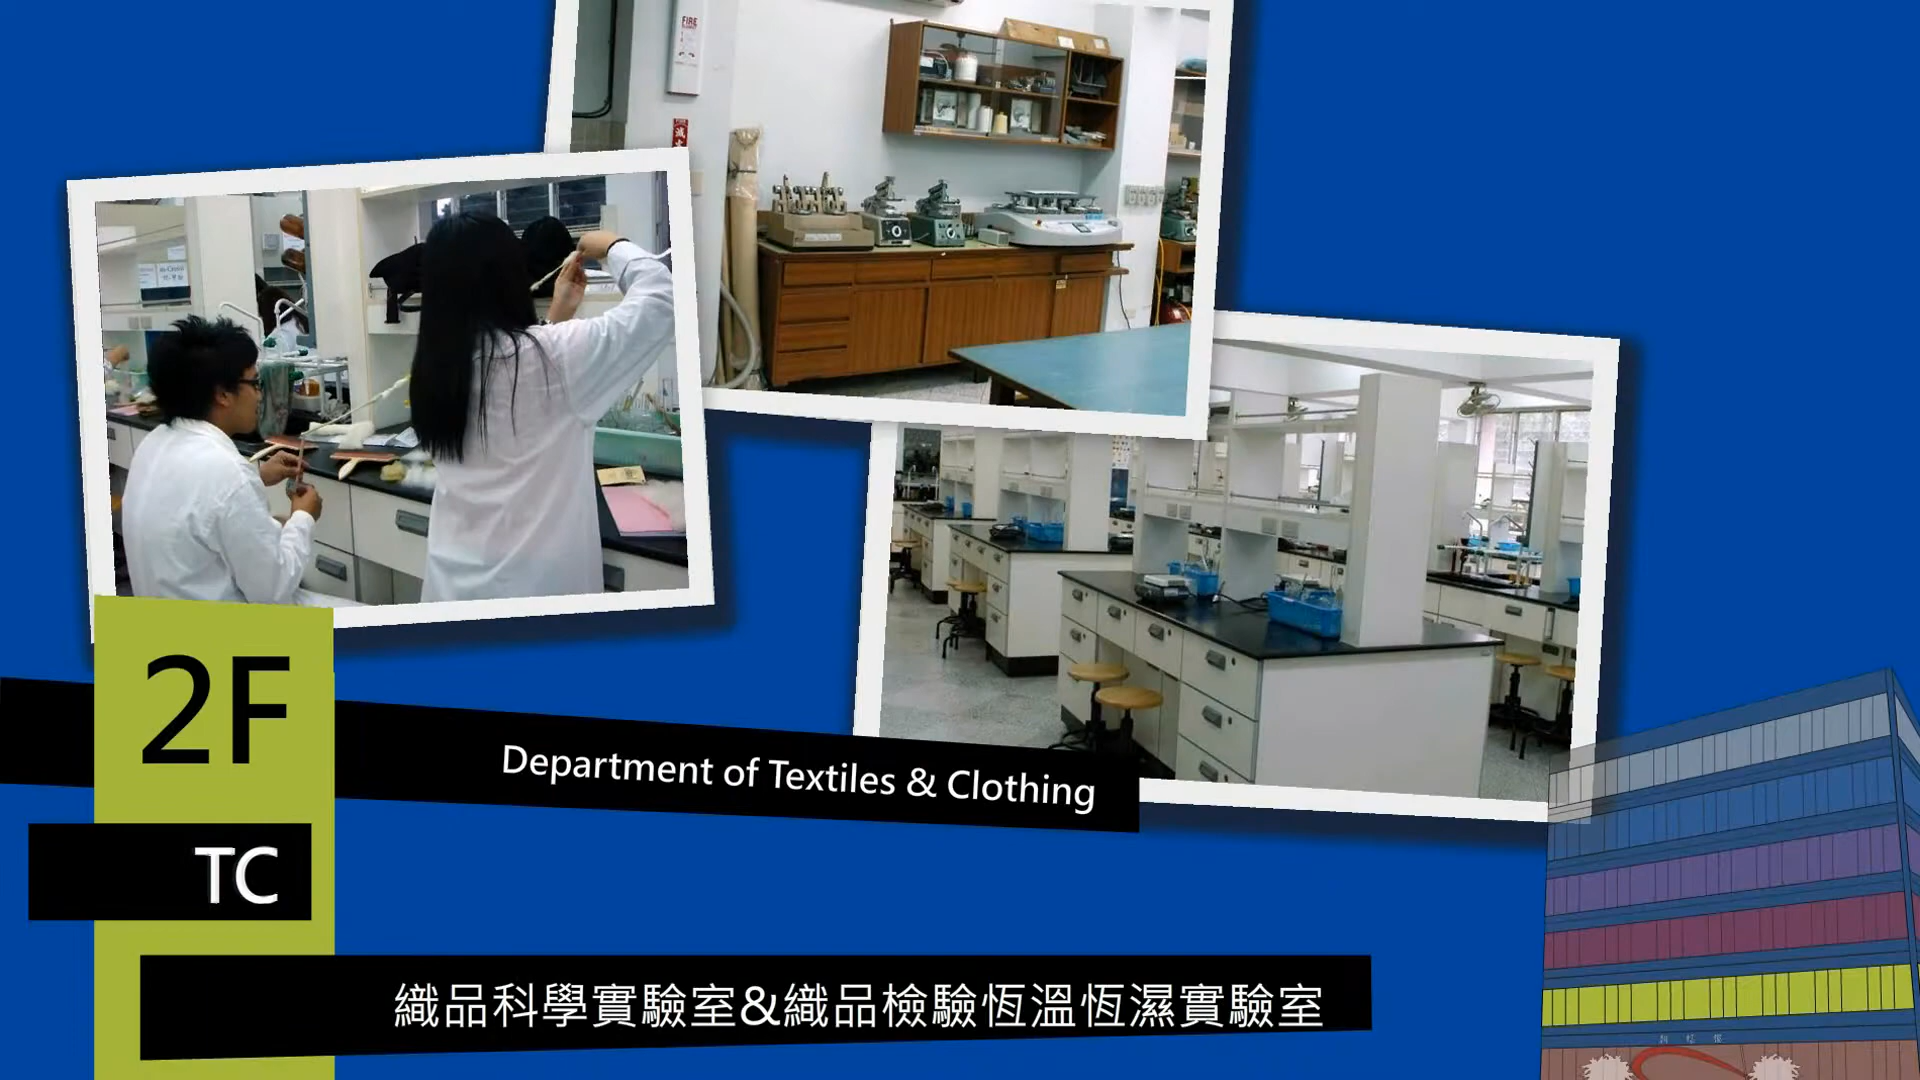 FIRE
2F
Department of Textiles & Clothing
TC
織品科學實驗室&織品檢驗恆溫恆濕實驗室